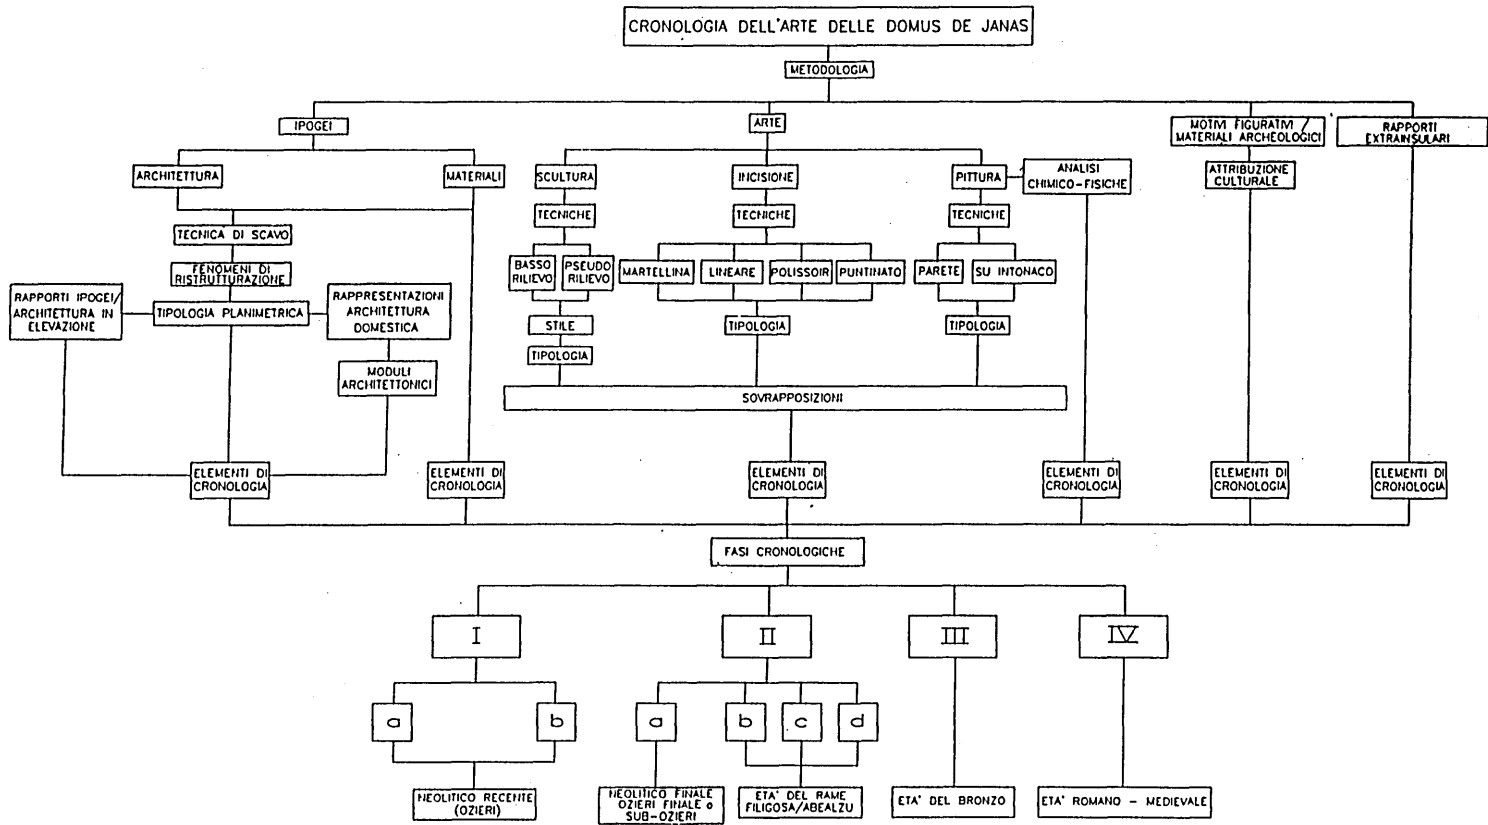 CRONOLOGIA DELL'ARTE DELLE DOMUS DE JANAS
METODOLOGIA
IPOGEI
ARTE
MOTIVI FIGURATIVI /
MATERIALI ARCHEOLOGICI
RAPPORTI
EXTRAINSULARI
ARCHITETTURA
MATERIALI
SCULTURA
INCISIONE
PITTURA
ANALISI
CHIMICO-FISICHE
ATTRIBUZIONE
CULTURALE
TECNICHE
TECNICHE
TECNICHE
TECNICA DI SCAVO
FENOMENI DI
RISTRUTTURAZIONE
BASSO
RILIEVO
PSEUDO
RILIEVO
MARTELLINA
LINEARE
POLISSOIR
PUNTINATO
PARETE
SU INTONACO
RAPPORTI IPOGEI/
ARCHITETTURA IN
ELEVAZIONE
TIPOLOGIA PLANIMETRICA
RAPPRESENTAZIONI
ARCHITETTURA
DOMESTICA
STILE
TIPOLOGIA
TIPOLOGIA
TIPOLOGIA
MODULI
ARCHITETTONICI
SOVRAPPOSIZIONI
ELEMENTI DI
CRONOLOGIA
ELEMENTI DI
CRONOLOGIA
ELEMENTI DI
CRONOLOGIA
ELEMENTI DI
CRONOLOGIA
ELEMENTI DI
CRONOLOGIA
ELEMENTI DI
CRONOLOGIA
FASI CRONOLOGICHE
I
II
III
IV
a
b
a
b
c
d
NEOLITICO RECENTE
(OZIERI)
NEOLITICO FINALE
OZIERI FINALE o
SUB-OZIERI
ETA' DEL RAME
FILIGOSA/ABEALZU
ETA' DEL BRONZO
ETA' ROMANO - MEDIEVALE